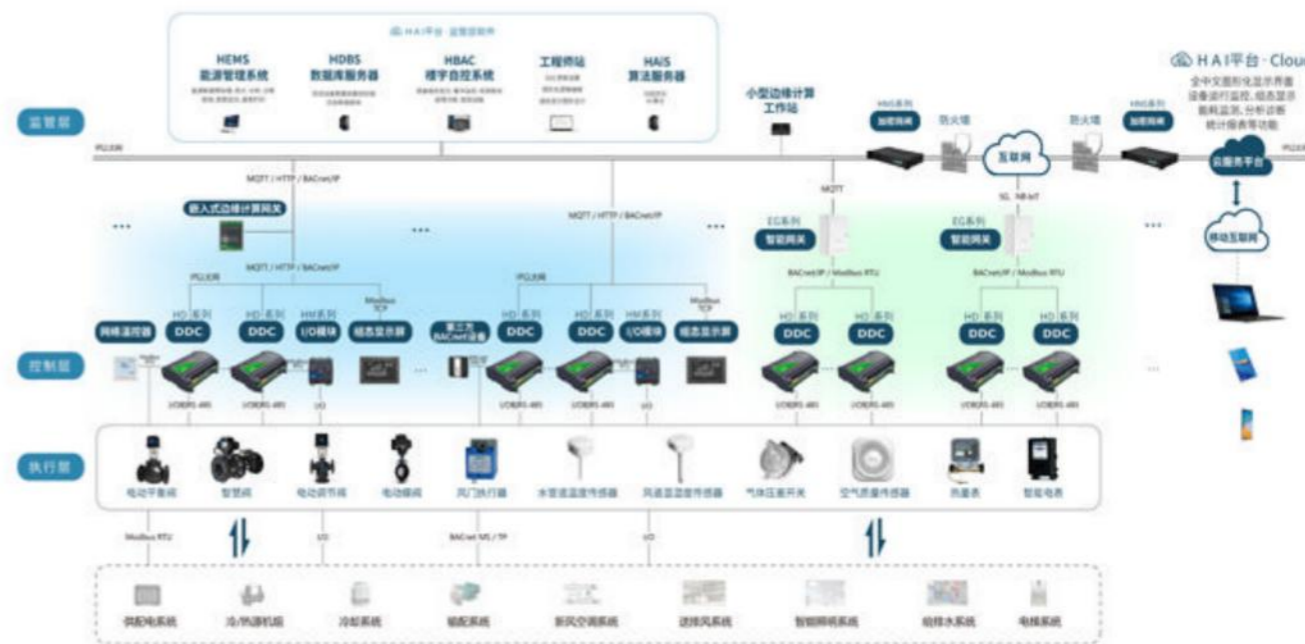 HAI平台·监管层软件
HEMS
能源管理系统
HDBS
数据库服务器
HBAC
楼宇自控系统
工程师站
HAiS
算法服务器
小型边缘计算
工作站
HNS系列
加密网闸
防火墙
互联网
防火墙
HNS系列
加密网闸
HAI平台·Cloud
全中文图形化显示界面
设备运行监控、组态显示
能耗监测、分析诊断
统计报表等功能
云服务平台
移动互联网
监管层
MQTT / HTTP / BACnet/IP
嵌入式边缘计算网关
MQTT / HTTP / BACnet/IP
MQTT / HTTP / BACnet/IP
MQTT
5G、NB-IoT
EG系列
智能网关
EG系列
智能网关
BACnet/IP / Modbus RTU
BACnet/IP / Modbus RTU
Modbus
TCP
Modbus
TCP
网络温控器
HD系列
DDC
HD系列
DDC
HM系列
I/O模块
组态显示屏
第三方
BACnet设备
HD系列
DDC
HD系列
DDC
HM系列
I/O模块
组态显示屏
HD系列
DDC
HD系列
DDC
HD系列
DDC
HD系列
DDC
控制层
I/O
I/O
执行层
电动平衡阀
智慧阀
电动调节阀
电动蝶阀
风门执行器
水管道温度传感器
风道温湿度传感器
气体压差开关
空气质量传感器
热量表
智能电表
Modbus RTU
I/O
BACnet MS / TP
I/O
供配电系统
冷/热源机组
冷却系统
输配系统
新风空调系统
送排风系统
智能照明系统
给排水系统
电梯系统